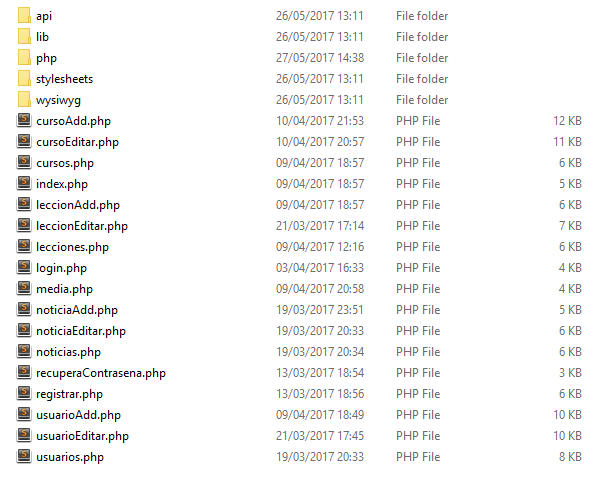 api 26/05/2017 13:11 File folder
lib 26/05/2017 13:11 File folder
php 27/05/2017 14:38 File folder
stylesheets 26/05/2017 13:11 File folder
wysiwyg 26/05/2017 13:11 File folder
cursoAdd.php 10/04/2017 21:53 PHP File 12 KB
cursoEditar.php 10/04/2017 20:57 PHP File 11 KB
cursos.php 09/04/2017 18:57 PHP File 6 KB
index.php 09/04/2017 18:57 PHP File 5 KB
leccionAdd.php 09/04/2017 18:57 PHP File 6 KB
leccionEditar.php 21/03/2017 17:14 PHP File 7 KB
lecciones.php 09/04/2017 12:16 PHP File 6 KB
login.php 03/04/2017 16:33 PHP File 4 KB
media.php 09/04/2017 20:58 PHP File 4 KB
noticiaAdd.php 19/03/2017 23:51 PHP File 5 KB
noticiaEditar.php 19/03/2017 20:33 PHP File 6 KB
noticias.php 19/03/2017 20:34 PHP File 6 KB
recuperaContrasena.php 13/03/2017 18:54 PHP File 3 KB
registrar.php 13/03/2017 18:56 PHP File 6 KB
usuarioAdd.php 09/04/2017 18:49 PHP File 10 KB
usuarioEditar.php 21/03/2017 17:45 PHP File 10 KB
usuarios.php 19/03/2017 20:33 PHP File 8 KB